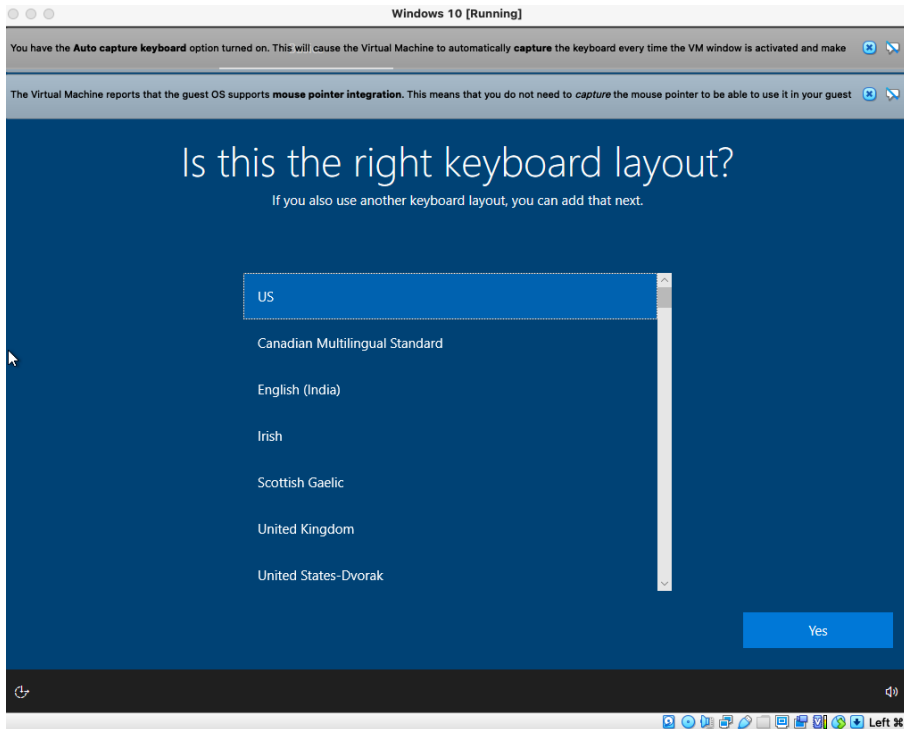 Windows 10 [Running]
You have the Auto capture keyboard option turned on. This will cause the Virtual Machine to automatically capture the keyboard every time the VM window is activated and make
The Virtual Machine reports that the guest OS supports mouse pointer integration. This means that you do not need to capture the mouse pointer to be able to use it in your guest
Is this the right keyboard layout?
If you also use another keyboard layout, you can add that next.
US
Canadian Multilingual Standard
English (India)
Irish
Scottish Gaelic
United Kingdom
United States-Dvorak
Yes
Left ⌘